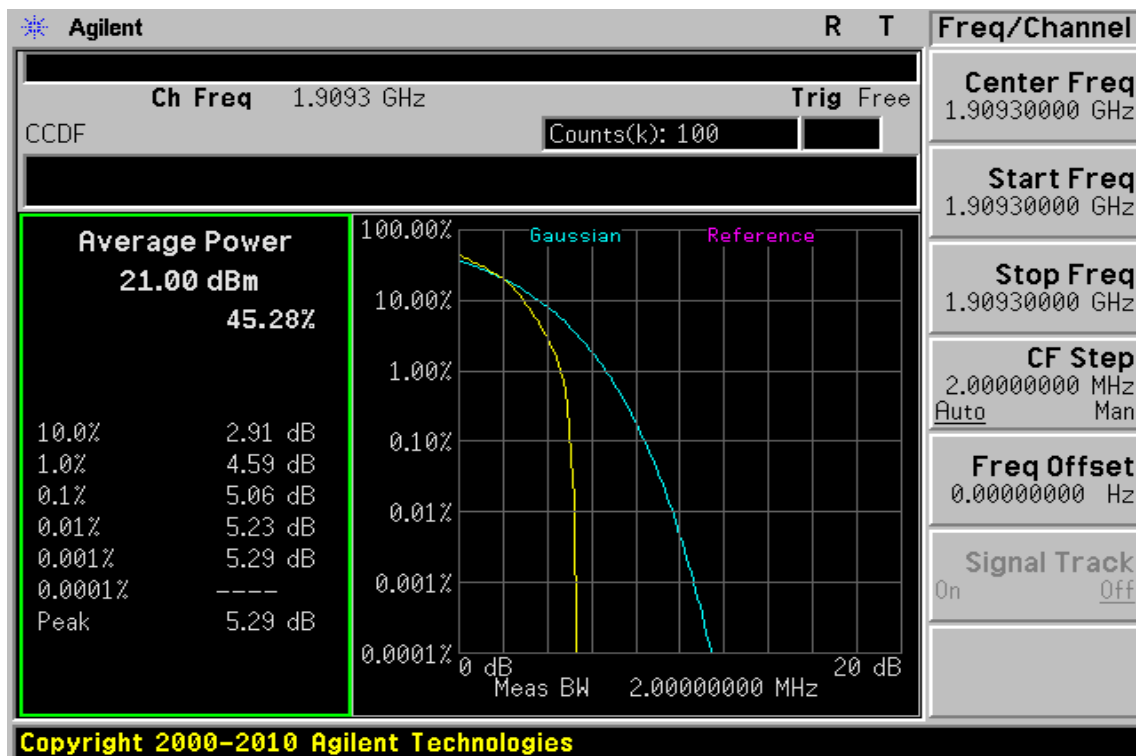 Agilent R T Freq/Channel
Ch Freq 1.9093 GHz Trig Free
CCDF Counts(k): 100
Center Freq
1.90930000 GHz
Start Freq
1.90930000 GHz
Stop Freq
1.90930000 GHz
CF Step
2.00000000 MHz
Auto Man
Freq Offset
0.00000000 Hz
Signal Track
On Off
Average Power
21.00 dBm
45.28%
10.0% 2.91 dB
1.0% 4.59 dB
0.1% 5.06 dB
0.01% 5.23 dB
0.001% 5.29 dB
0.0001% ----
Peak 5.29 dB
Gaussian Reference
100.00%
10.00%
1.00%
0.10%
0.01%
0.001%
0.0001%
0 dB 20 dB
Meas BW 2.00000000 MHz
Copyright 2000-2010 Agilent Technologies